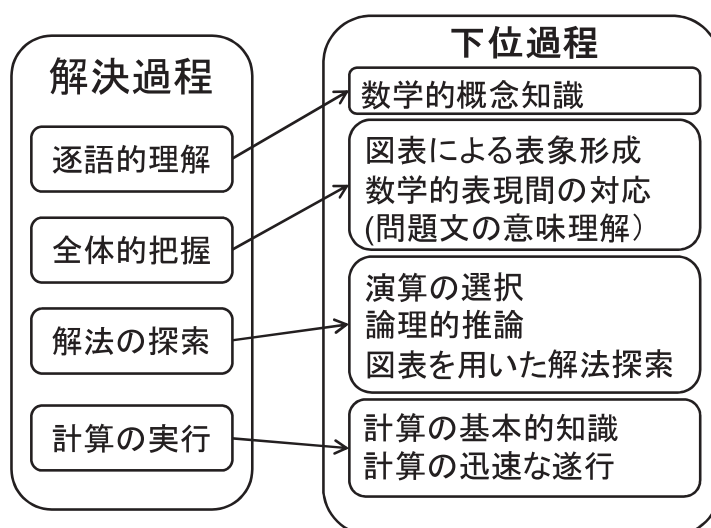 解決過程
逐語的理解
全体的把握
解法の探索
計算の実行
下位過程
数学的概念知識
図表による表象形成
数学的表現間の対応
(問題文の意味理解）
演算の選択
論理的推論
図表を用いた解法探索
計算の基本的知識
計算の迅速な遂行